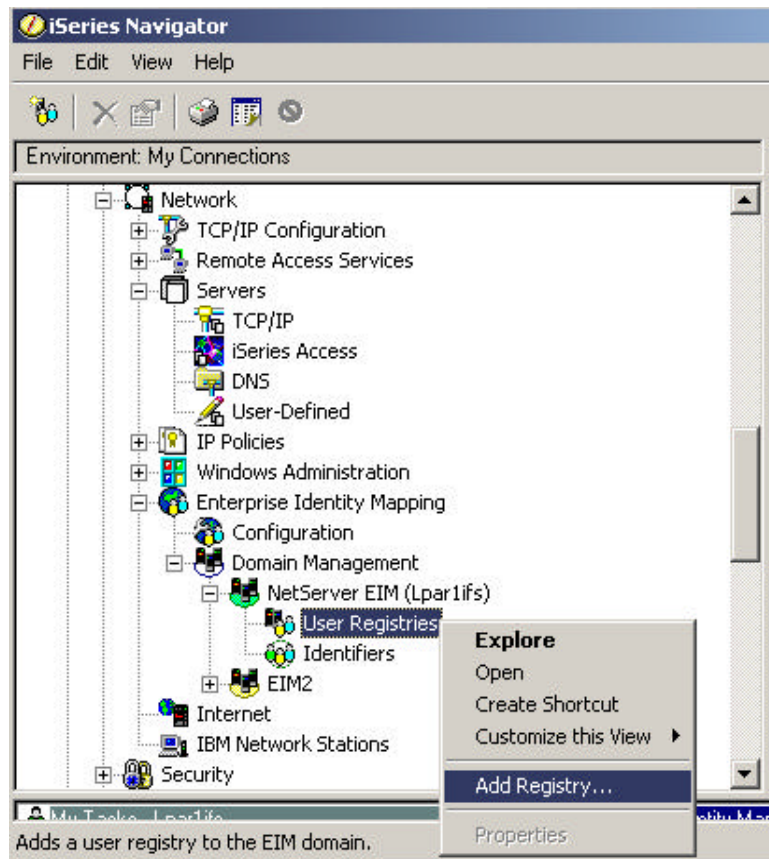 iSeries Navigator
File Edit View Help
Environment: My Connections
Network
TCP/IP Configuration
Remote Access Services
Servers
TCP/IP
iSeries Access
DNS
User-Defined
IP Policies
Windows Administration
Enterprise Identity Mapping
Configuration
Domain Management
NetServer EIM (Lpar1ifs)
User Registries
Identifiers
EIM2
Internet
IBM Network Stations
Security
Explore
Open
Create Shortcut
Customize this View
Add Registry...
Properties
My Tasks - Lpar1ifs
Adds a user registry to the EIM domain.